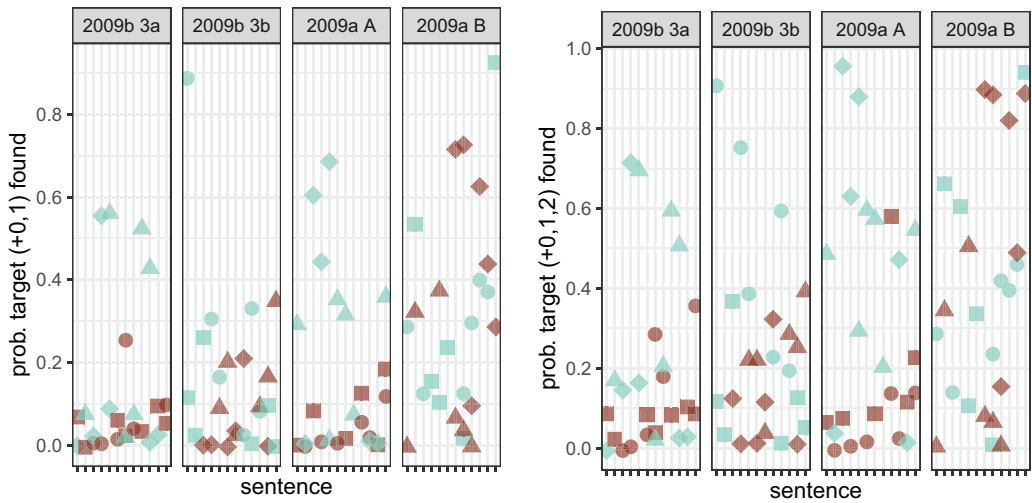 2009b 3a 2009b 3b 2009a A 2009a B
prob. target (+0,1) found
0.8
0.6
0.4
0.2
0.0
sentence
2009b 3a 2009b 3b 2009a A 2009a B
prob. target (+0,1,2) found
1.0
0.8
0.6
0.4
0.2
0.0
sentence